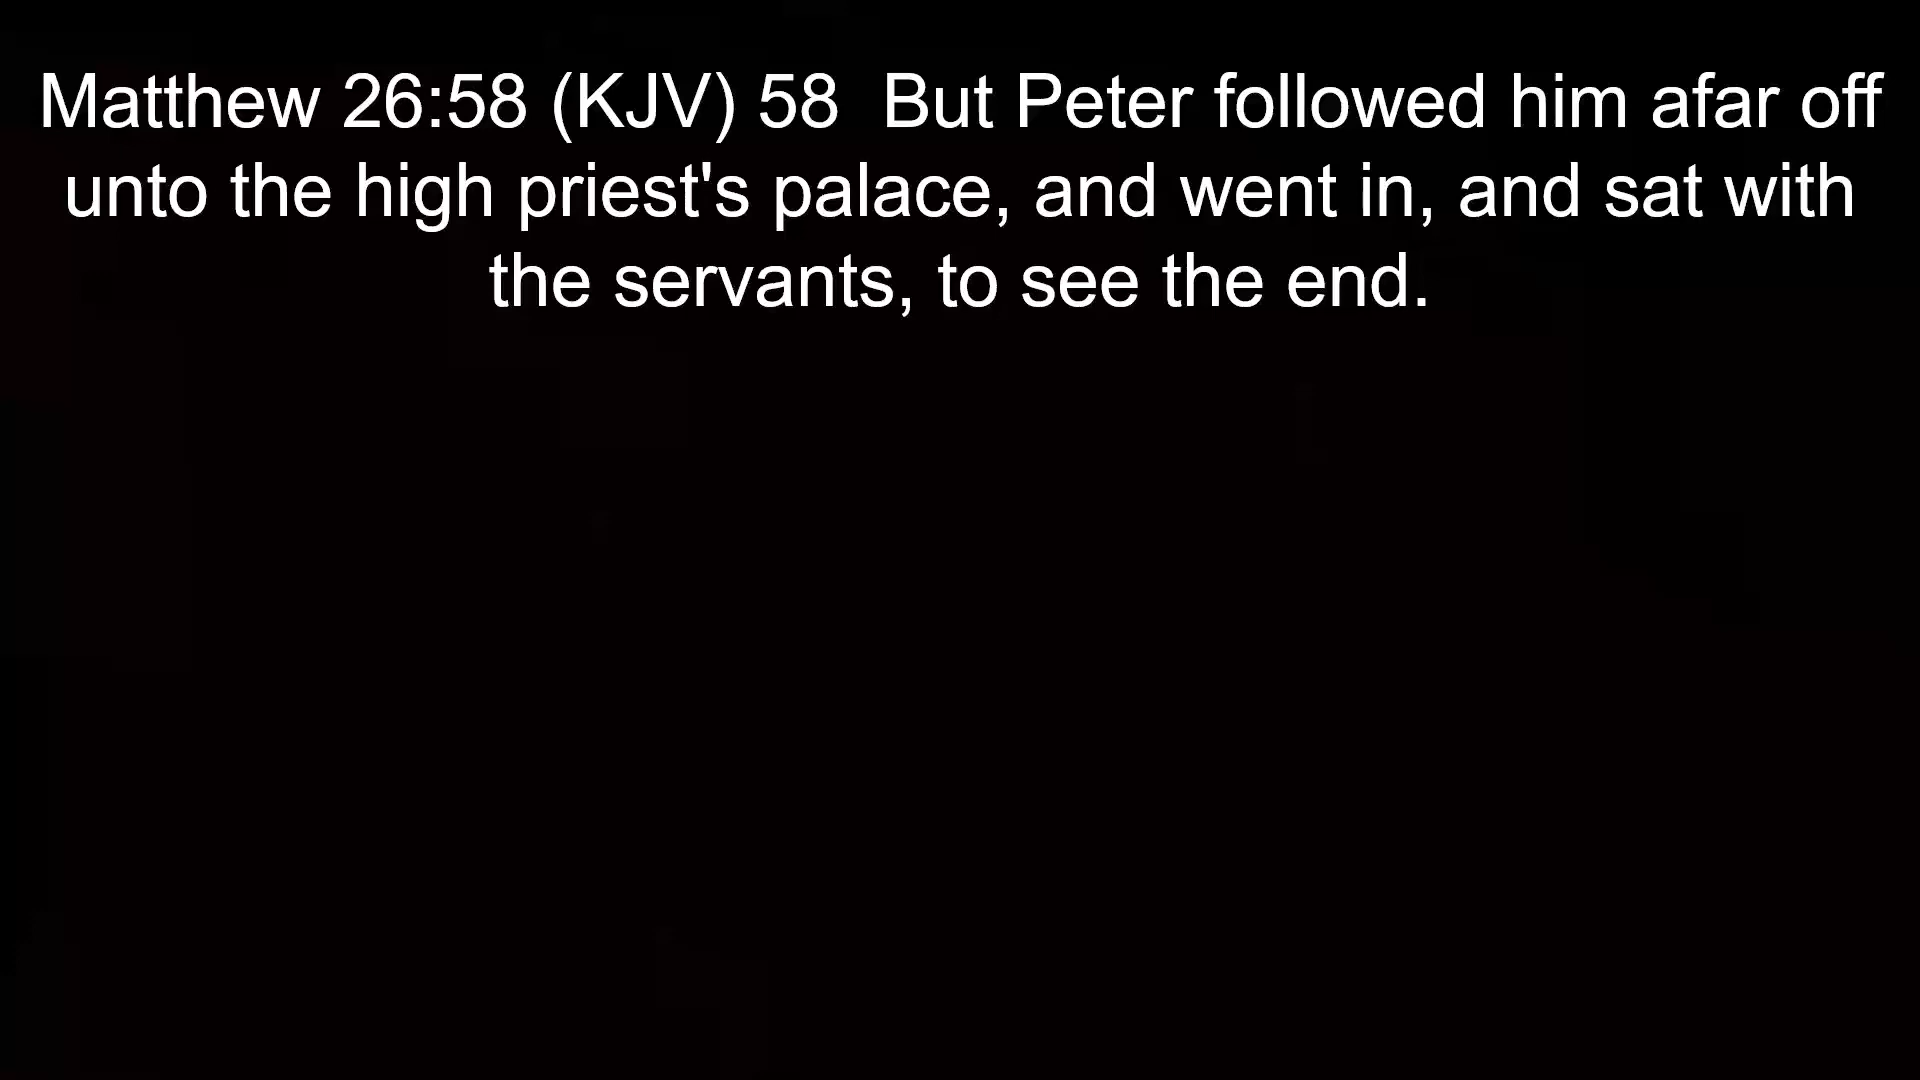 Matthew 26:58 (KJV) 58  But Peter followed him afar off
unto the high priest's palace, and went in, and sat with
the servants, to see the end.